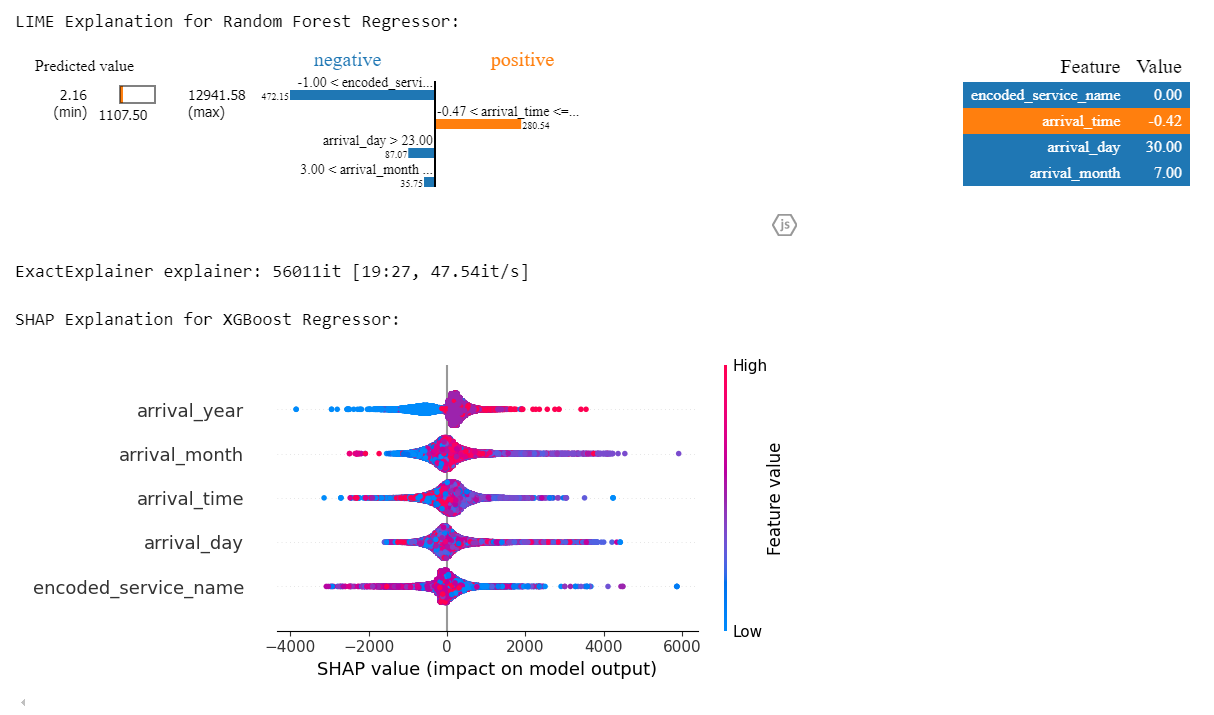 LIME Explanation for Random Forest Regressor:
Predicted value
2.16
(min)
1107.50
12941.58
(max)
negative
positive
-1.00 < encoded_servi...
472.15
-0.47 < arrival_time <=...
280.54
arrival_day > 23.00
87.07
3.00 < arrival_month ...
35.75
Feature Value
encoded_service_name 0.00
arrival_time -0.42
arrival_day 30.00
arrival_month 7.00
js
ExactExplainer explainer: 56011it [19:27, 47.54it/s]
SHAP Explanation for XGBoost Regressor:
arrival_year
arrival_month
arrival_time
arrival_day
encoded_service_name
−4000 −2000 0 2000 4000 6000
SHAP value (impact on model output)
High
Feature value
Low